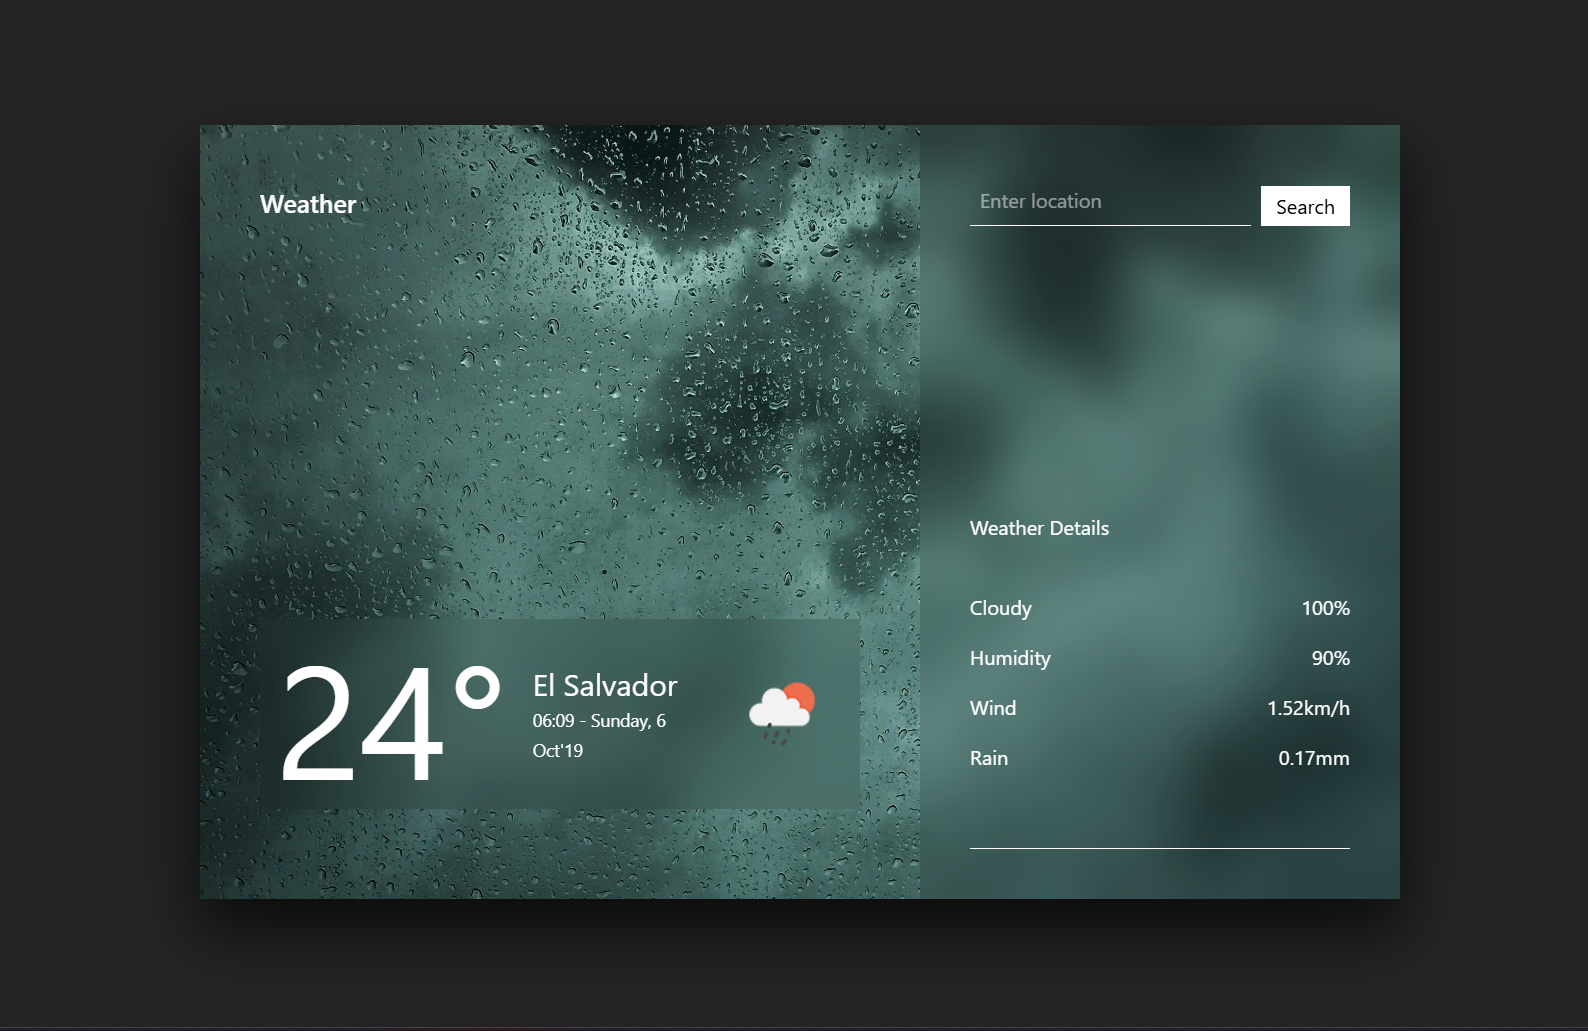 Weather
Enter location
Search
24°
El Salvador
06:09 - Sunday, 6
Oct'19
Weather Details
Cloudy 100%
Humidity 90%
Wind 1.52km/h
Rain 0.17mm